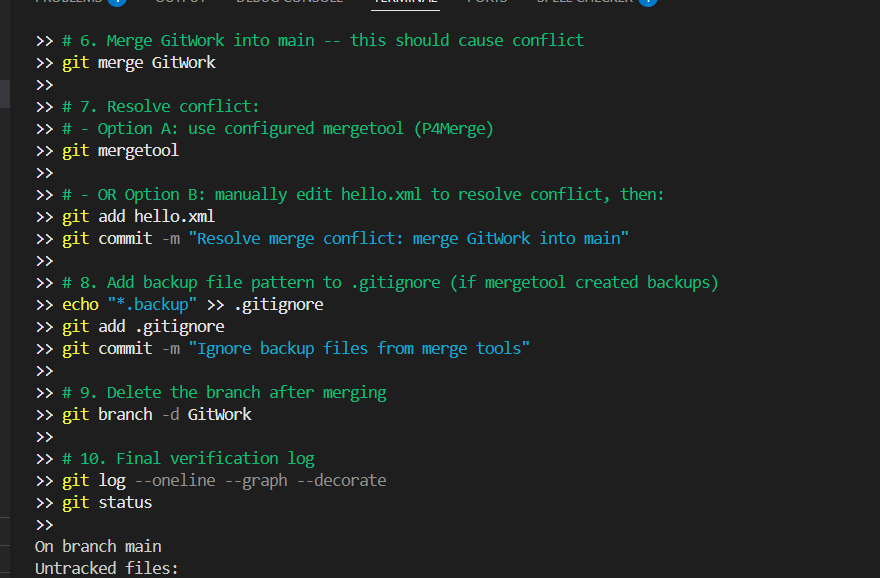 PROBLEMS OUTPUT DEBUG CONSOLE TERMINAL PORTS SPELL CHECKER
>> # 6. Merge GitWork into main -- this should cause conflict
>> git merge GitWork
>>
>> # 7. Resolve conflict:
>> # - Option A: use configured mergetool (P4Merge)
>> git mergetool
>>
>> # - OR Option B: manually edit hello.xml to resolve conflict, then:
>> git add hello.xml
>> git commit -m "Resolve merge conflict: merge GitWork into main"
>>
>> # 8. Add backup file pattern to .gitignore (if mergetool created backups)
>> echo "*.backup" >> .gitignore
>> git add .gitignore
>> git commit -m "Ignore backup files from merge tools"
>>
>> # 9. Delete the branch after merging
>> git branch -d GitWork
>>
>> # 10. Final verification log
>> git log --oneline --graph --decorate
>> git status
>>
On branch main
Untracked files: